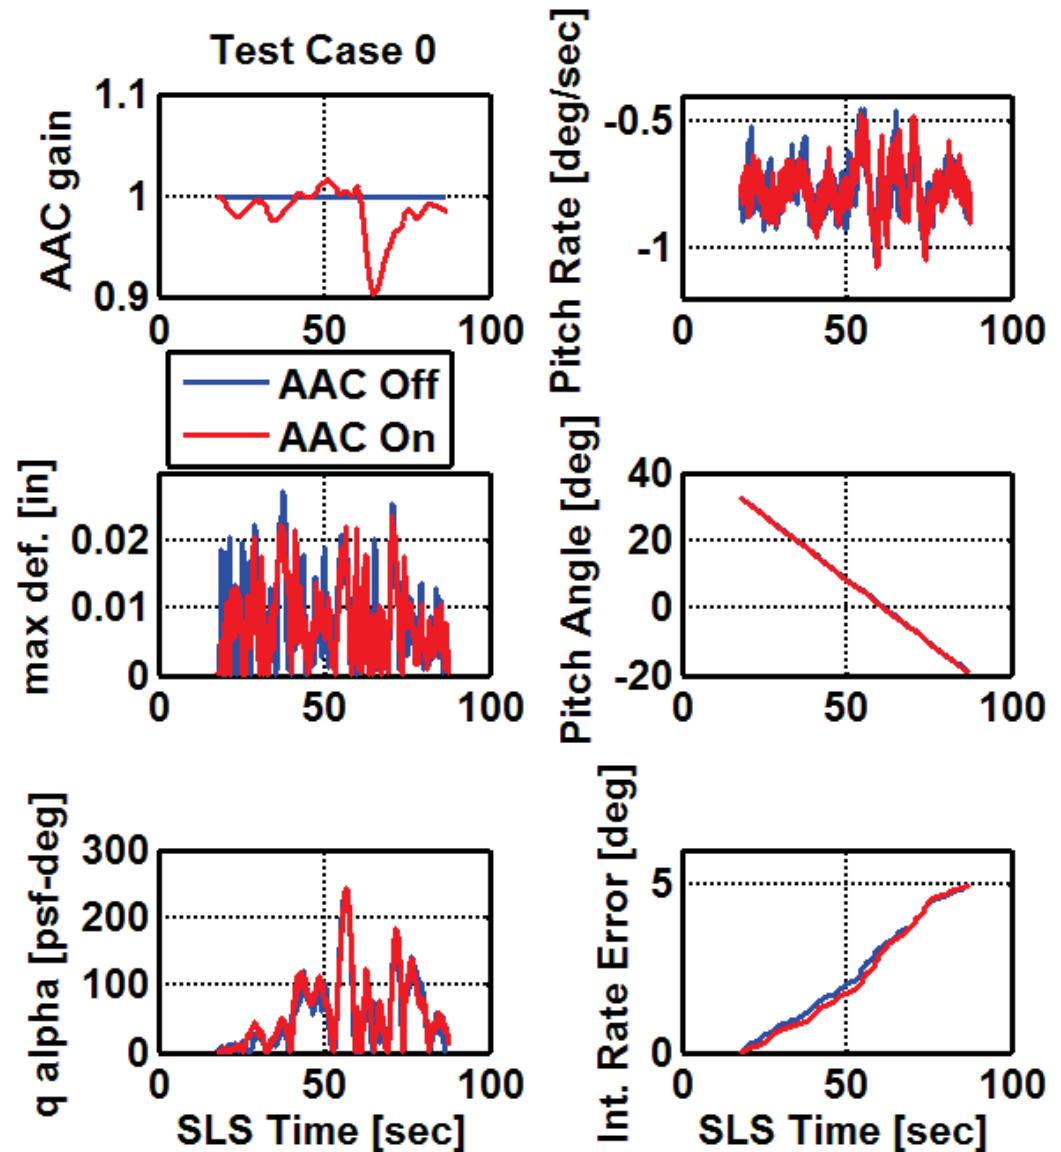 Test Case 0
AAC gain
1.1
1
0.9
0 50 100
Pitch Rate [deg/sec]
-0.5
-1
0 50 100
AAC Off
AAC On
max def. [in]
0.02
0.01
0
0 50 100
Pitch Angle [deg]
40
20
0
-20
0 50 100
q alpha [psf-deg]
300
200
100
0
0 50 100
SLS Time [sec]
Int. Rate Error [deg]
5
0
0 50 100
SLS Time [sec]